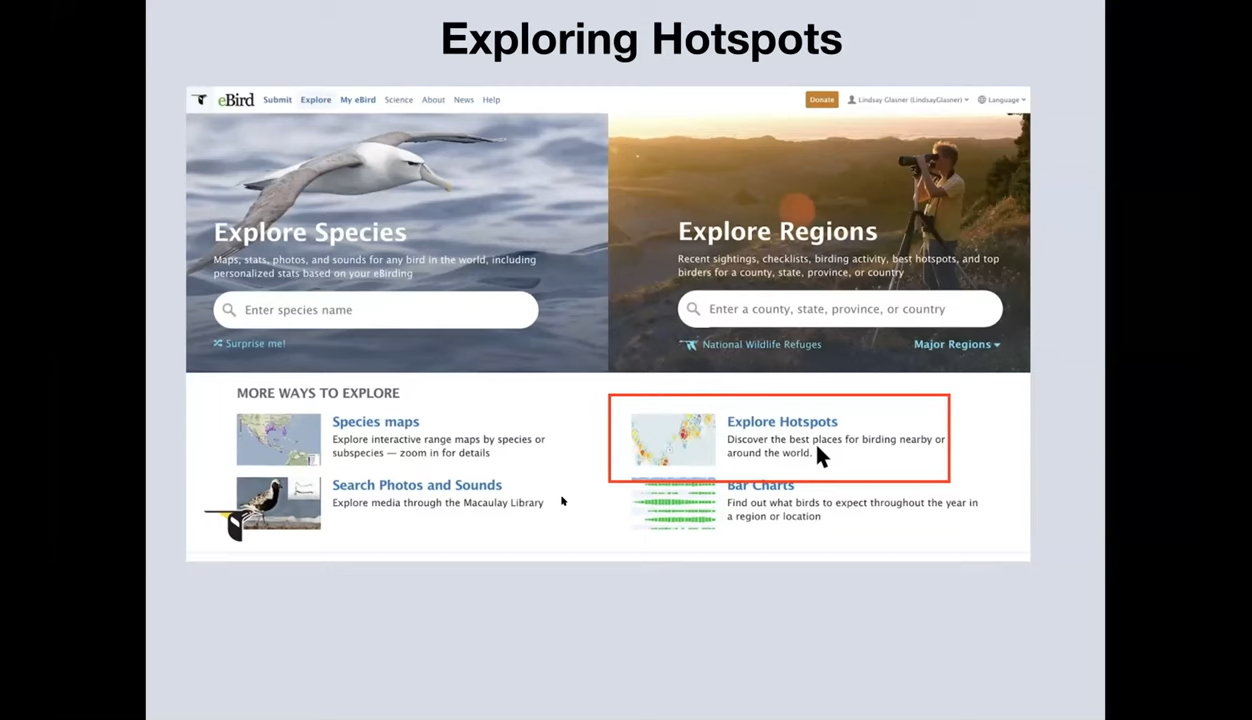 Exploring Hotspots
eBird Submit Explore My eBird Science About News Help Donate Lindsay Glasner (LindsayGlasner) Language
Explore Species
Maps, stats, photos, and sounds for any bird in the world, including
personalized stats based on your eBirding
Enter species name
Surprise me!
Explore Regions
Recent sightings, checklists, birding activity, best hotspots, and top
birders for a county, state, province, or country
Enter a county, state, province, or country
National Wildlife Refuges Major Regions
MORE WAYS TO EXPLORE
Species maps
Explore interactive range maps by species or
subspecies — zoom in for details
Explore Hotspots
Discover the best places for birding nearby or
around the world.
Search Photos and Sounds
Explore media through the Macaulay Library
Bar Charts
Find out what birds to expect throughout the year in
a region or location